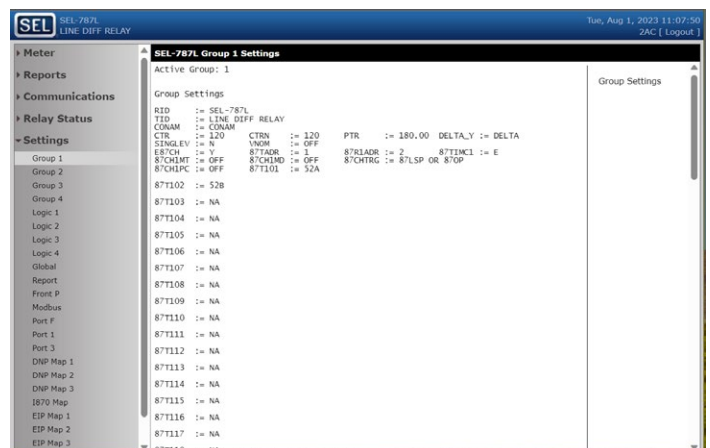 SEL
SEL-787L
LINE DIFF RELAY
Tue, Aug 1, 2023 11:07:50
2AC [ Logout ]
Meter
Reports
Communications
Relay Status
Settings
Group 1
Group 2
Group 3
Group 4
Logic 1
Logic 2
Logic 3
Logic 4
Global
Report
Front P
Modbus
Port F
Port 1
Port 3
DNP Map 1
DNP Map 2
DNP Map 3
I870 Map
EIP Map 1
EIP Map 2
EIP Map 3
SEL-787L Group 1 Settings
Active Group: 1
Group Settings
RID := SEL-787L
TID := LINE DIFF RELAY
CONAM := CONAM
CTR := 120 CTRN := 120 PTR := 180.00 DELTA_Y := DELTA
SINGLEV := N VNOM := OFF
E87CH := Y 87TADR := 1 87R1ADR := 2 87TIMC1 := E
87CH1MT := OFF 87CH1MD := OFF 87CHTRG := 87LSP OR 87OP
87CH1PC := OFF 87T101 := 52A
87T102 := 52B
87T103 := NA
87T104 := NA
87T105 := NA
87T106 := NA
87T107 := NA
87T108 := NA
87T109 := NA
87T110 := NA
87T111 := NA
87T112 := NA
87T113 := NA
87T114 := NA
87T115 := NA
87T116 := NA
87T117 := NA
Group Settings